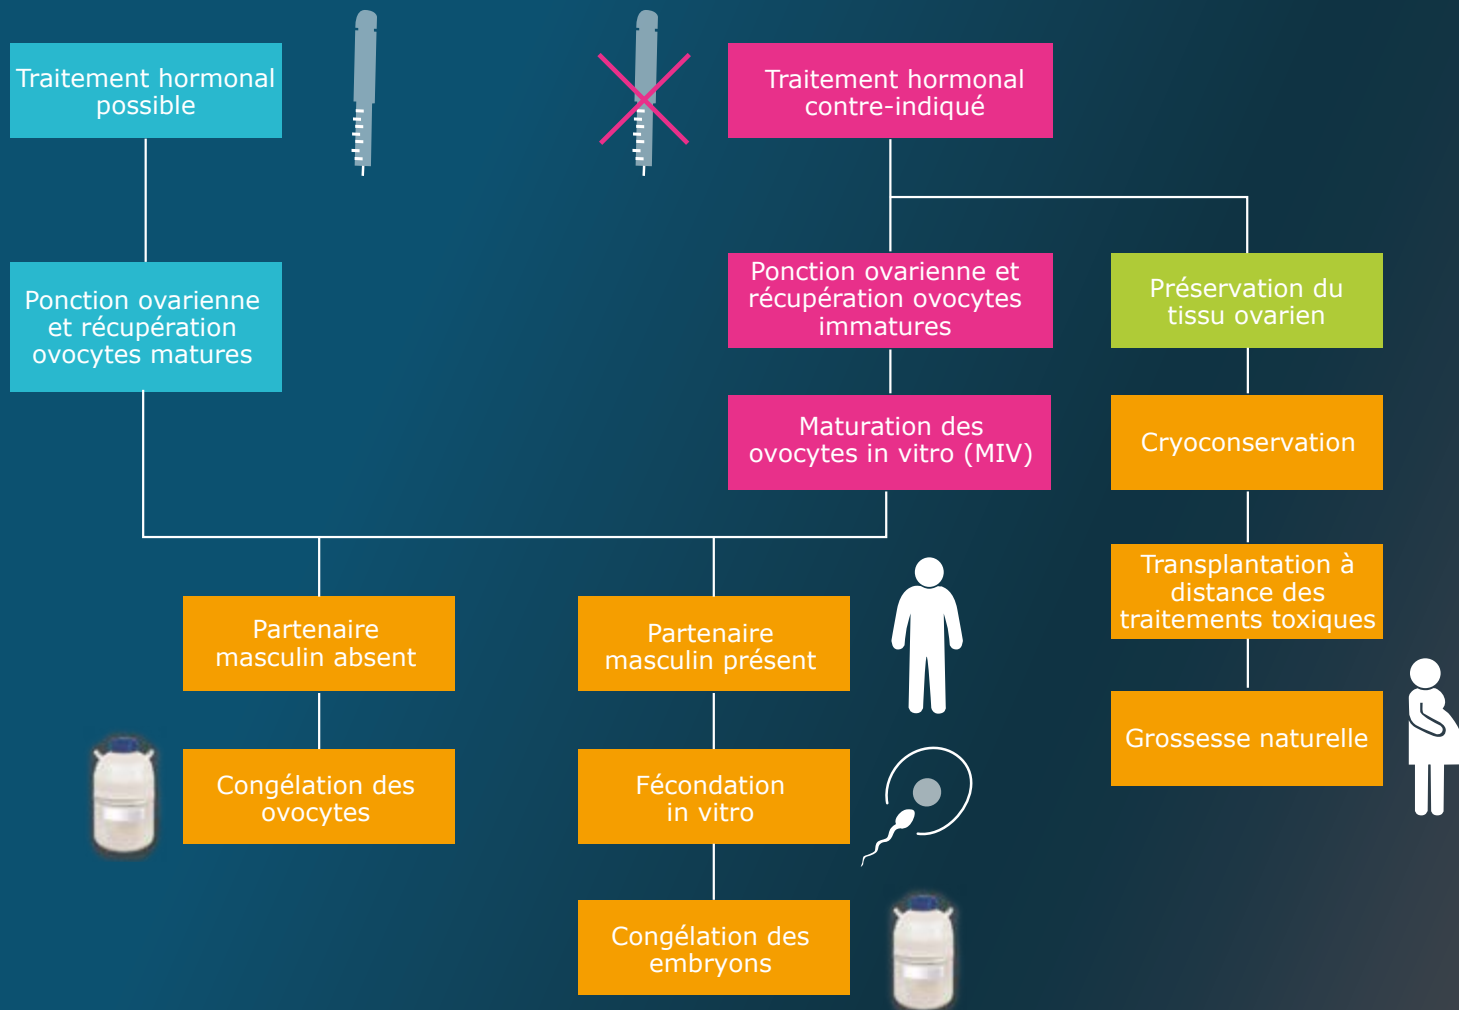 Traitement hormonal
possible
Traitement hormonal
contre-indiqué
Ponction ovarienne
et récupération
ovocytes matures
Ponction ovarienne et
récupération ovocytes
immatures
Préservation du
tissu ovarien
Maturation des
ovocytes in vitro (MIV)
Cryoconservation
Transplantation à
distance des
traitements toxiques
Partenaire
masculin absent
Partenaire
masculin présent
Grossesse naturelle
Congélation des
ovocytes
Fécondation
in vitro
Congélation des
embryons